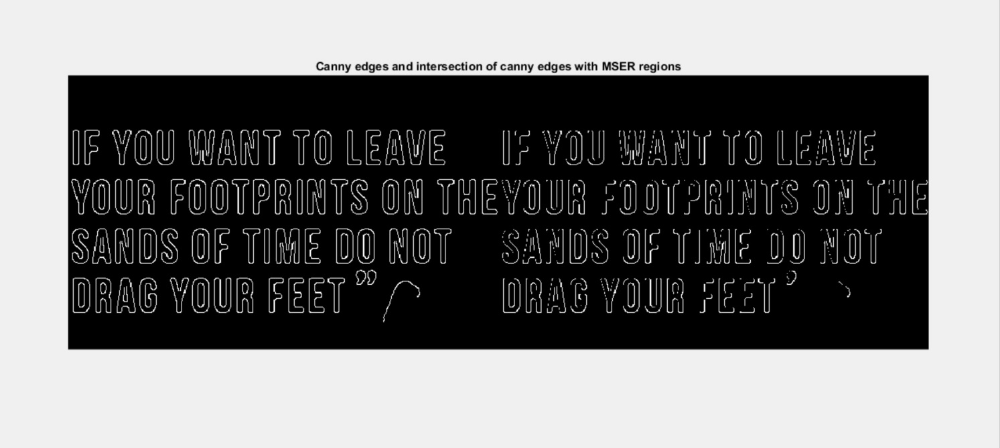 Canny edges and intersection of canny edges with MSER regions
IF YOU WANT TO LEAVE
YOUR FOOTPRINTS ON THE
SANDS OF TIME DO NOT
DRAG YOUR FEET”
IF YOU WANT TO LEAVE
YOUR FOOTPRINTS ON THE
SANDS OF TIME DO NOT
DRAG YOUR FEET’